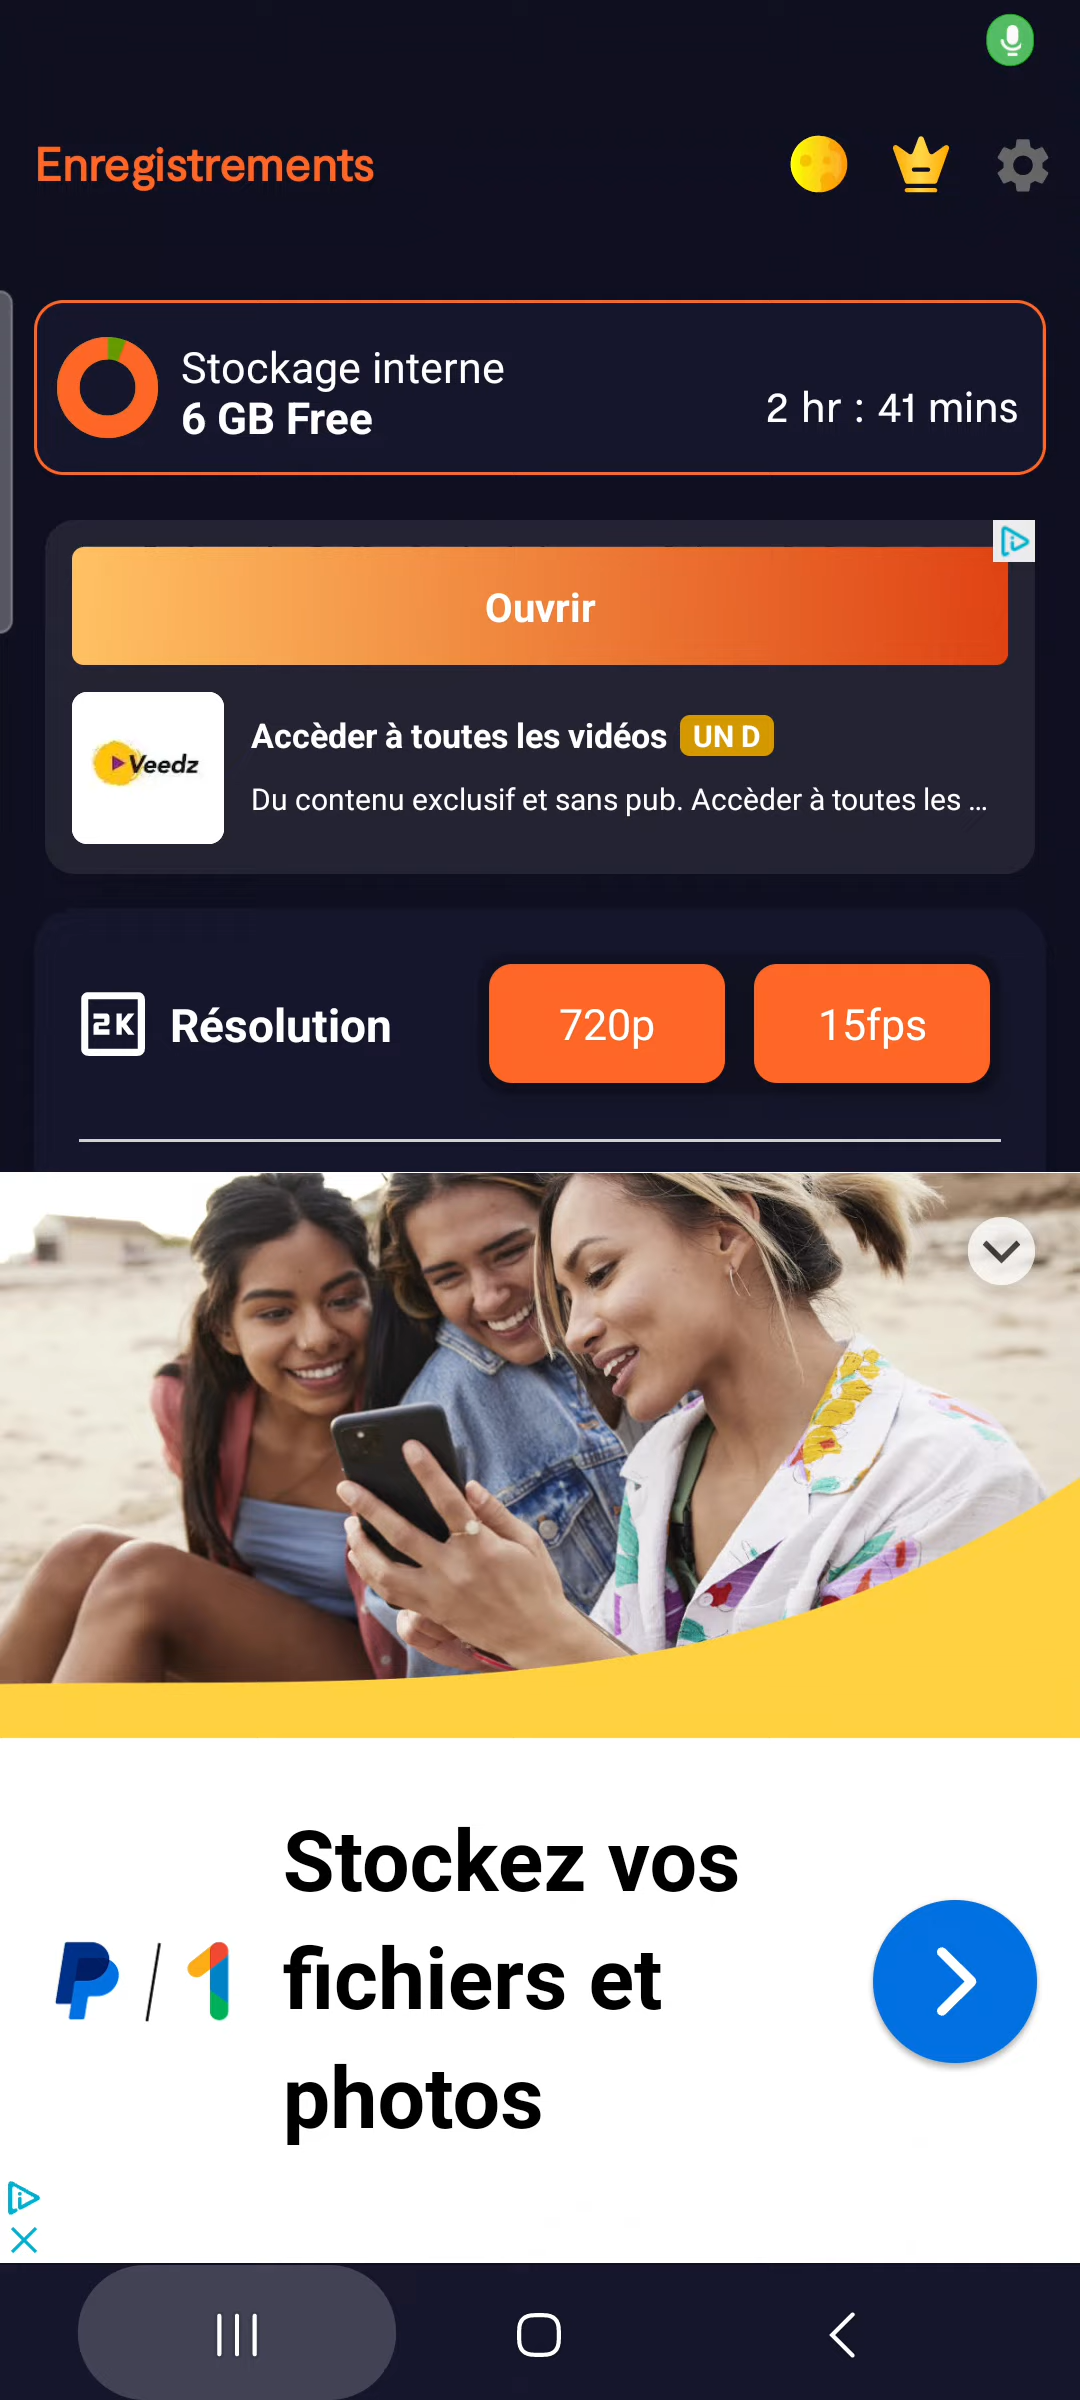 Enregistrements
Stockage interne
6 GB Free
2 hr : 41 mins
Ouvrir
Veedz
Accèder à toutes les vidéos UN D
Du contenu exclusif et sans pub. Accèder à toutes les ...
2K Résolution 720p 15fps
Stockez vos
fichiers et
photos